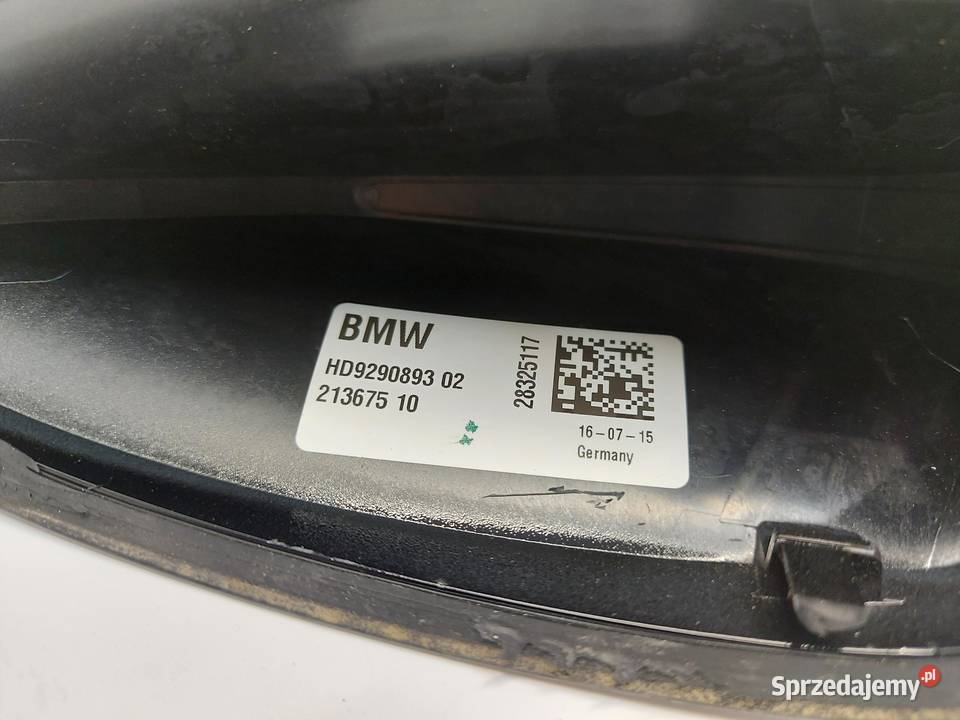 BMW
HD9290893 02
213675 10
28325117
16-07-15
Germany
Sprzedajemy.pl